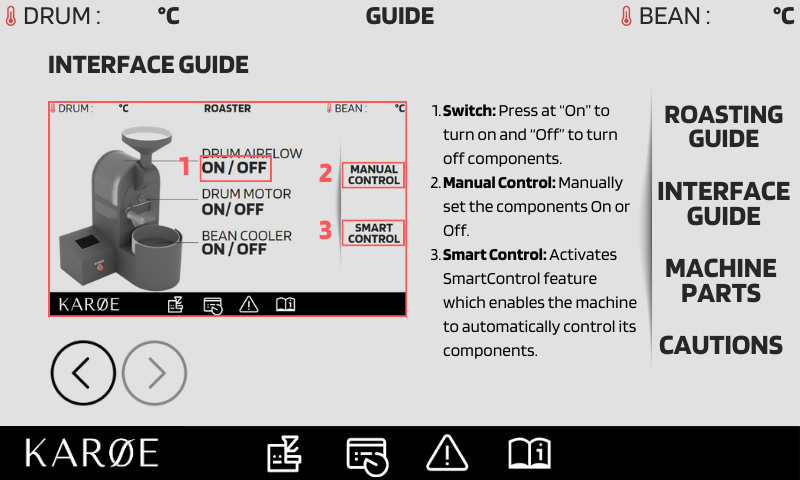 DRUM : °C
GUIDE
BEAN : °C
INTERFACE GUIDE
DRUM : °C
ROASTER
BEAN : °C
1
DRUM AIRFLOW
ON / OFF
DRUM MOTOR
ON/ OFF
BEAN COOLER
ON / OFF
2
MANUAL
CONTROL
3
SMART
CONTROL
KARØE
1. Switch: Press at “On” to
turn on and “Off” to turn
off components.
2. Manual Control: Manually
set the components On or
Off.
3. Smart Control: Activates
SmartControl feature
which enables the machine
to automatically control its
components.
ROASTING
GUIDE
INTERFACE
GUIDE
MACHINE
PARTS
CAUTIONS
KARØE